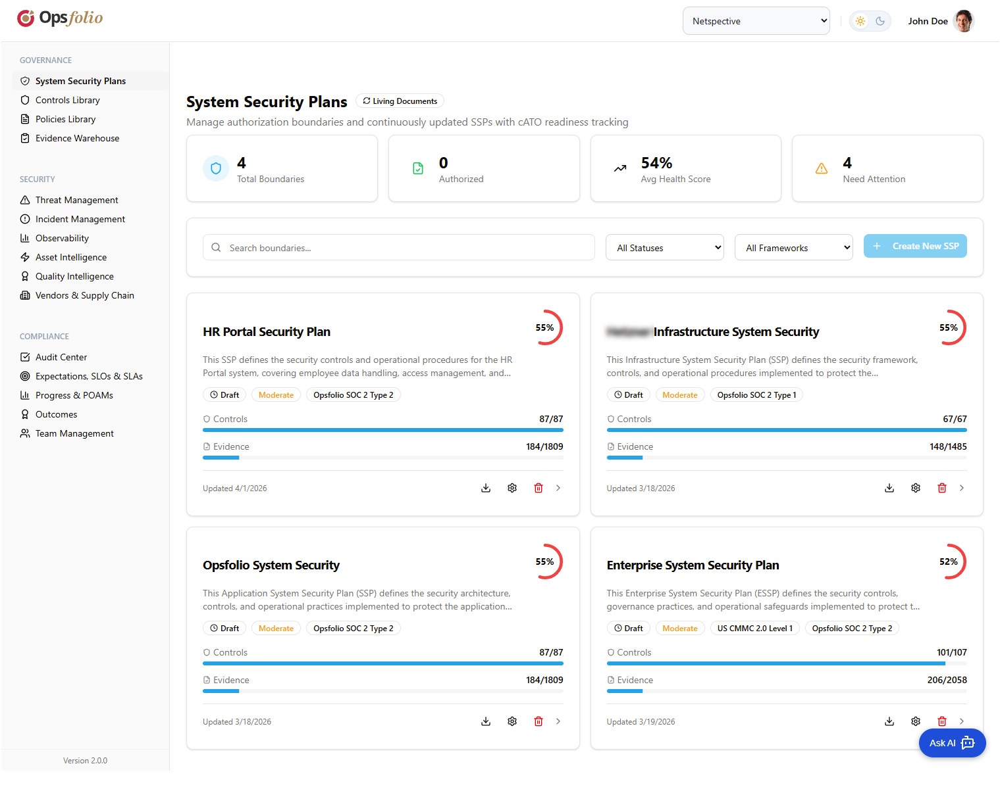 Opsfolio
Netspective
John Doe
GOVERNANCE
System Security Plans
Controls Library
Policies Library
Evidence Warehouse
SECURITY
Threat Management
Incident Management
Observability
Asset Intelligence
Quality Intelligence
Vendors & Supply Chain
COMPLIANCE
Audit Center
Expectations, SLOs & SLAs
Progress & POAMs
Outcomes
Team Management
Version 2.0.0
System Security Plans
Living Documents
Manage authorization boundaries and continuously updated SSPs with cATO readiness tracking
4
Total Boundaries
0
Authorized
54%
Avg Health Score
4
Need Attention
Search boundaries...
All Statuses
All Frameworks
Create New SSP
HR Portal Security Plan
55%
This SSP defines the security controls and operational procedures for the HR
Portal system, covering employee data handling, access management, and...
Draft
Moderate
Opsfolio SOC 2 Type 2
Controls
87/87
Evidence
184/1809
Updated 4/1/2026
Infrastructure System Security
55%
This Infrastructure System Security Plan (SSP) defines the security framework,
controls, and operational procedures implemented to protect the...
Draft
Moderate
Opsfolio SOC 2 Type 1
Controls
67/67
Evidence
148/1485
Updated 3/18/2026
Opsfolio System Security
55%
This Application System Security Plan (SSP) defines the security architecture,
controls, and operational practices implemented to protect the application...
Draft
Moderate
Opsfolio SOC 2 Type 2
Controls
87/87
Evidence
184/1809
Updated 3/18/2026
Enterprise System Security Plan
52%
This Enterprise System Security Plan (ESSP) defines the security controls,
governance practices, and operational safeguards implemented to protect t...
Draft
Moderate
US CMMC 2.0 Level 1
Opsfolio SOC 2 Type 2
Controls
101/107
Evidence
206/2058
Updated 3/19/2026
Ask AI